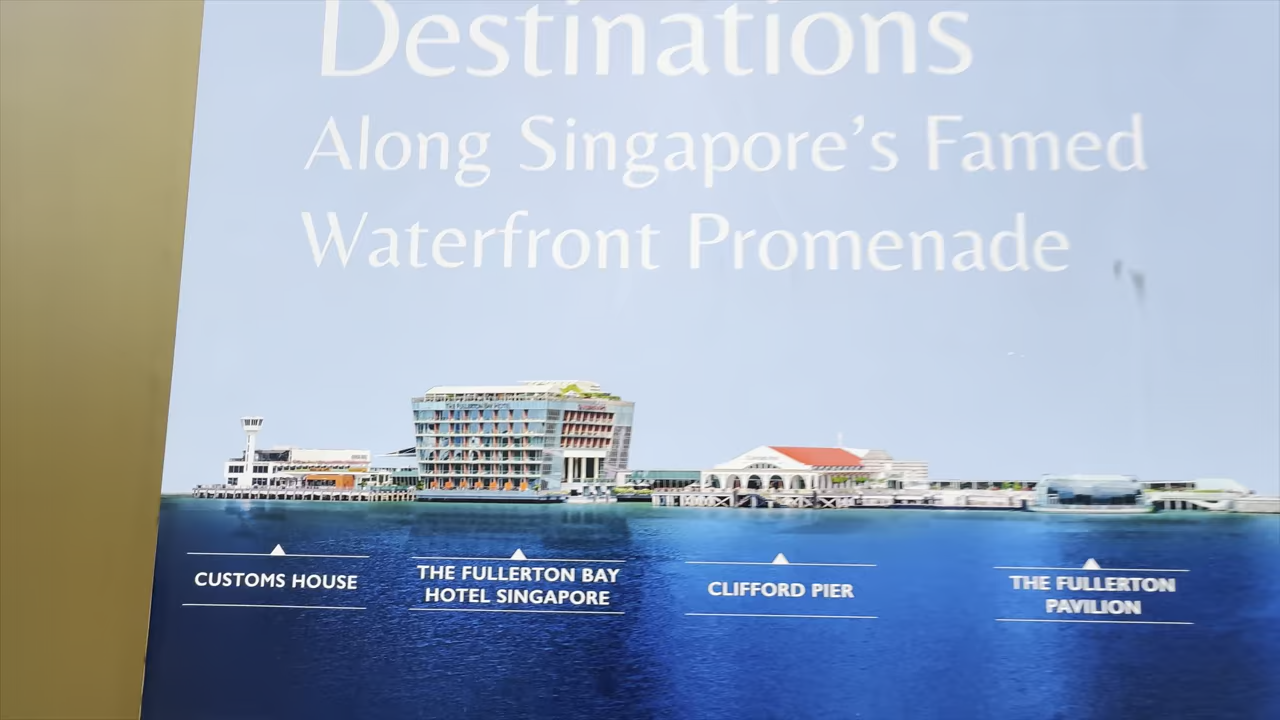 Destinations
Along Singapore’s Famed
Waterfront Promenade
CUSTOMS HOUSE
THE FULLERTON BAY
HOTEL SINGAPORE
CLIFFORD PIER
THE FULLERTON
PAVILION